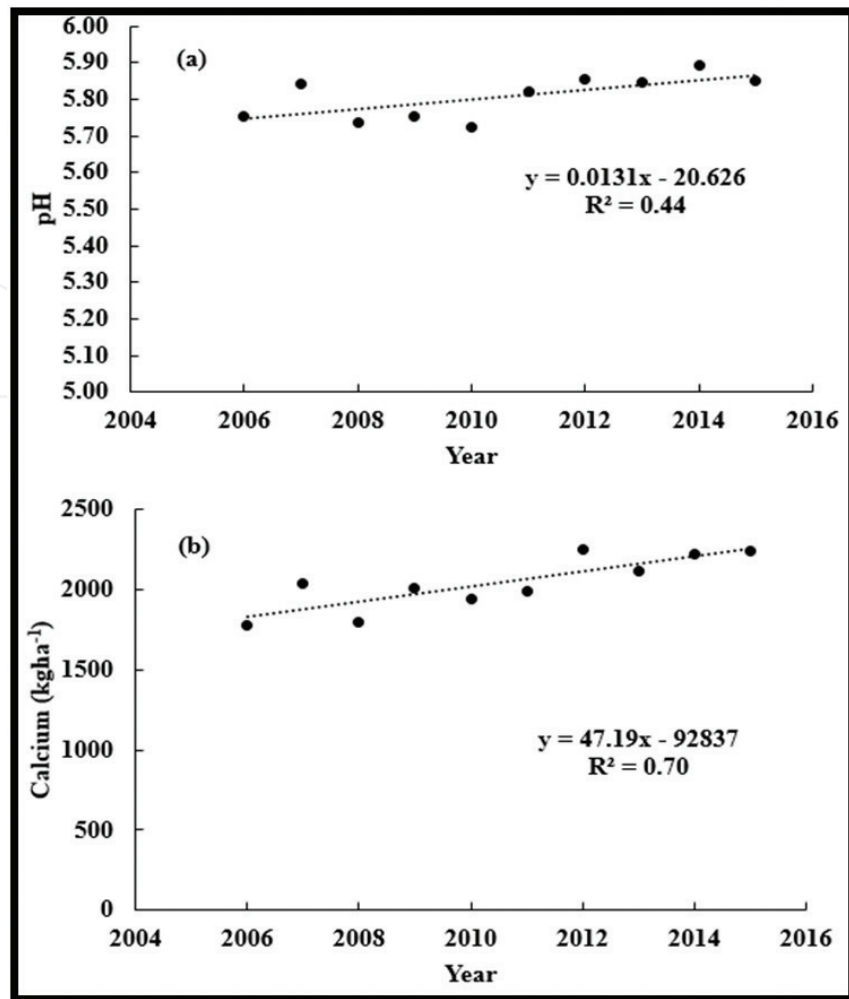 6.00
(a)
5.90
5.80
5.70
5.60
5.50
5.40
5.30
5.20
5.10
5.00
pH
y = 0.0131x - 20.626
R² = 0.44
2004 2006 2008 2010 2012 2014 2016
Year
2500
(b)
2000
1500
1000
500
0
Calcium (kgha⁻¹)
y = 47.19x - 92837
R² = 0.70
2004 2006 2008 2010 2012 2014 2016
Year